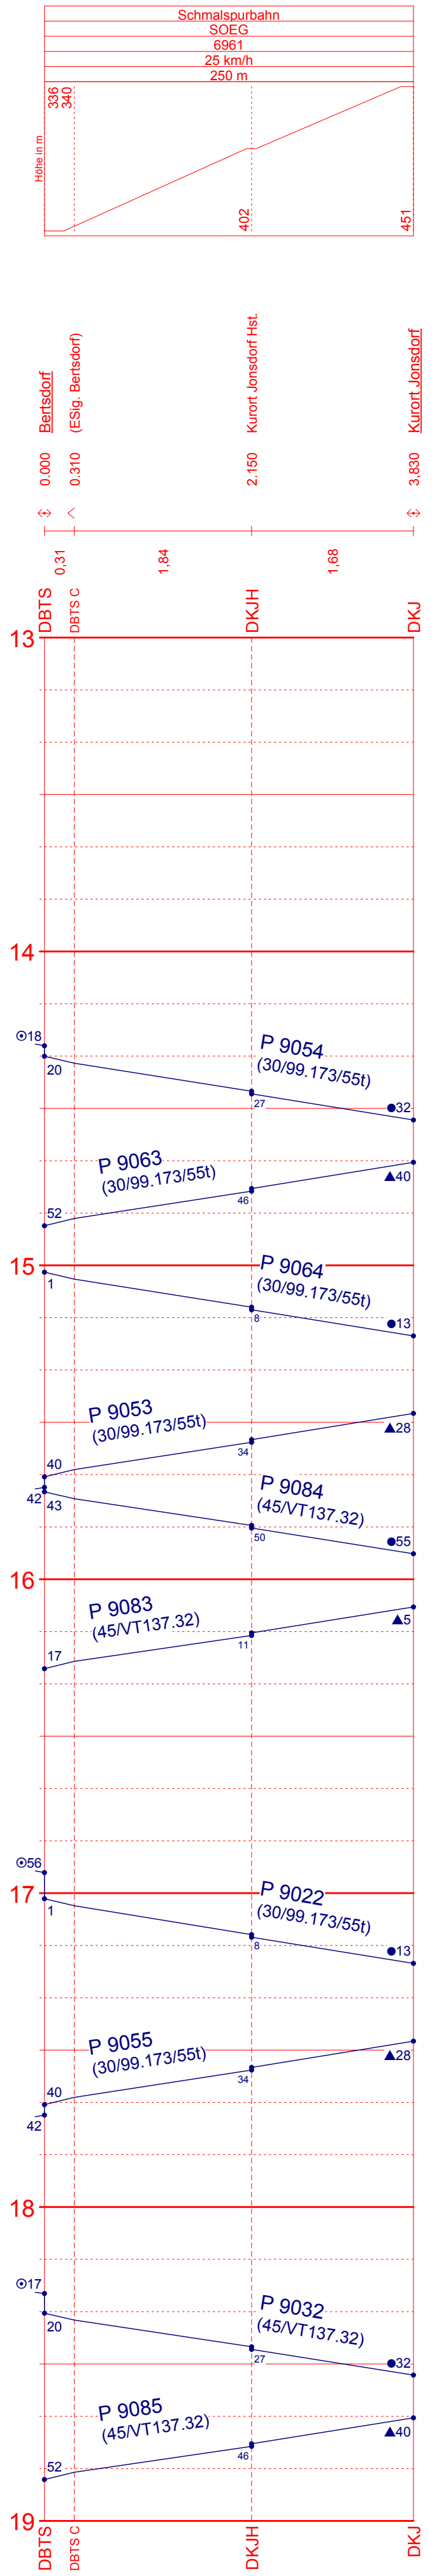 Schmalspurbahn
SOEG
6961
25 km/h
250 m
Höhe in m
336
340
402
451
0.000 Bertsdorf
0.310 (ESig. Bertsdorf)
2.150 Kurort Jonsdorf Hst.
3,830 Kurort Jonsdorf
0,31
1,84
1,68
DBTS
DBTS C
DKJH
DKJ
13
14
18
20
P 9054
(30/99.173/55t)
27
32
P 9063
(30/99.173/55t)
52
46
40
15
1
P 9064
(30/99.173/55t)
8
13
P 9053
(30/99.173/55t)
40
34
28
42
43
P 9084
(45/VT137.32)
50
55
16
P 9083
(45/VT137.32)
17
11
5
56
17
1
P 9022
(30/99.173/55t)
8
13
P 9055
(30/99.173/55t)
40
34
28
42
18
17
20
P 9032
(45/VT137.32)
27
32
P 9085
(45/VT137.32)
52
46
40
19
DBTS
DBTS C
DKJH
DKJ